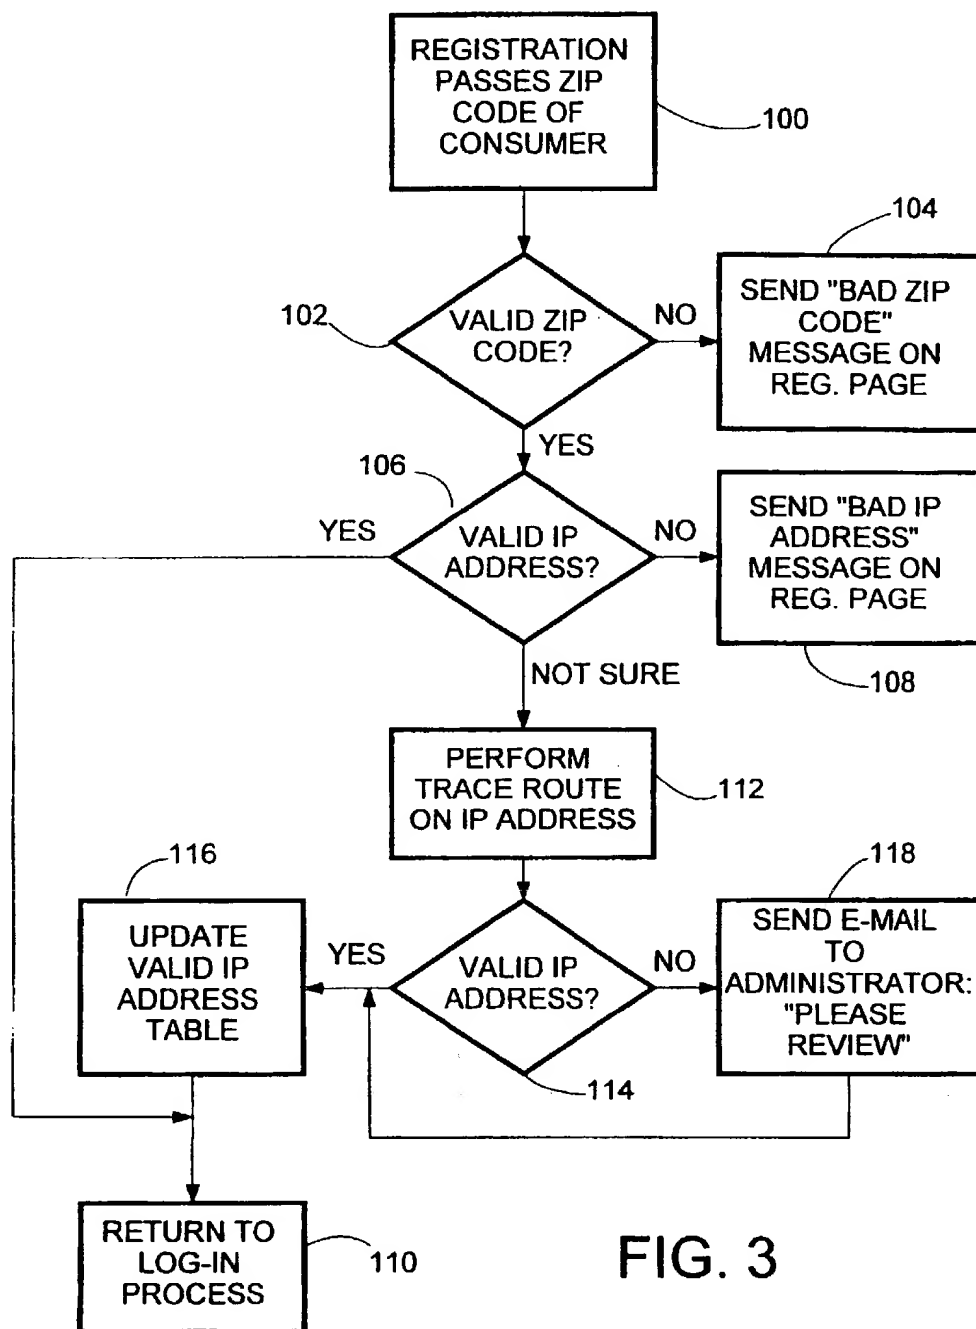 REGISTRATION
PASSES ZIP
CODE OF
CONSUMER
100
104
102
VALID ZIP
CODE?
NO
SEND "BAD ZIP
CODE"
MESSAGE ON
REG. PAGE
YES
106
YES
VALID IP
ADDRESS?
NO
SEND "BAD IP
ADDRESS"
MESSAGE ON
REG. PAGE
108
NOT SURE
PERFORM
TRACE ROUTE
ON IP ADDRESS
112
116
118
UPDATE
VALID IP
ADDRESS
TABLE
YES
VALID IP
ADDRESS?
NO
SEND E-MAIL
TO
ADMINISTRATOR:
"PLEASE
REVIEW"
114
RETURN TO
LOG-IN
PROCESS
110
FIG. 3